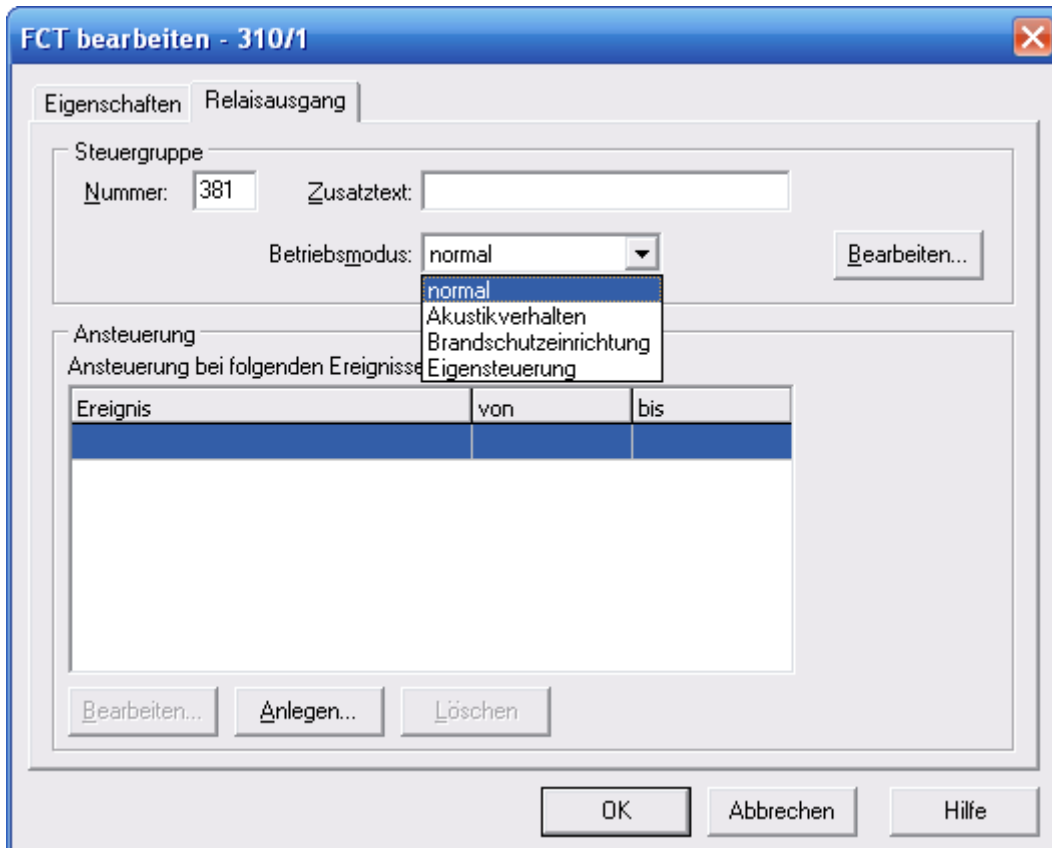 FCT bearbeiten - 310/1
Eigenschaften Relaisausgang
Steuergruppe
Nummer: 381 Zusatztext:
Betriebsmodus: normal Bearbeiten...
normal
Akustikverhalten
Brandschutzeinrichtung
Eigensteuerung
Ansteuerung
Ansteuerung bei folgenden Ereignisse
Ereignis von bis
Bearbeiten... Anlegen... Löschen
OK Abbrechen Hilfe